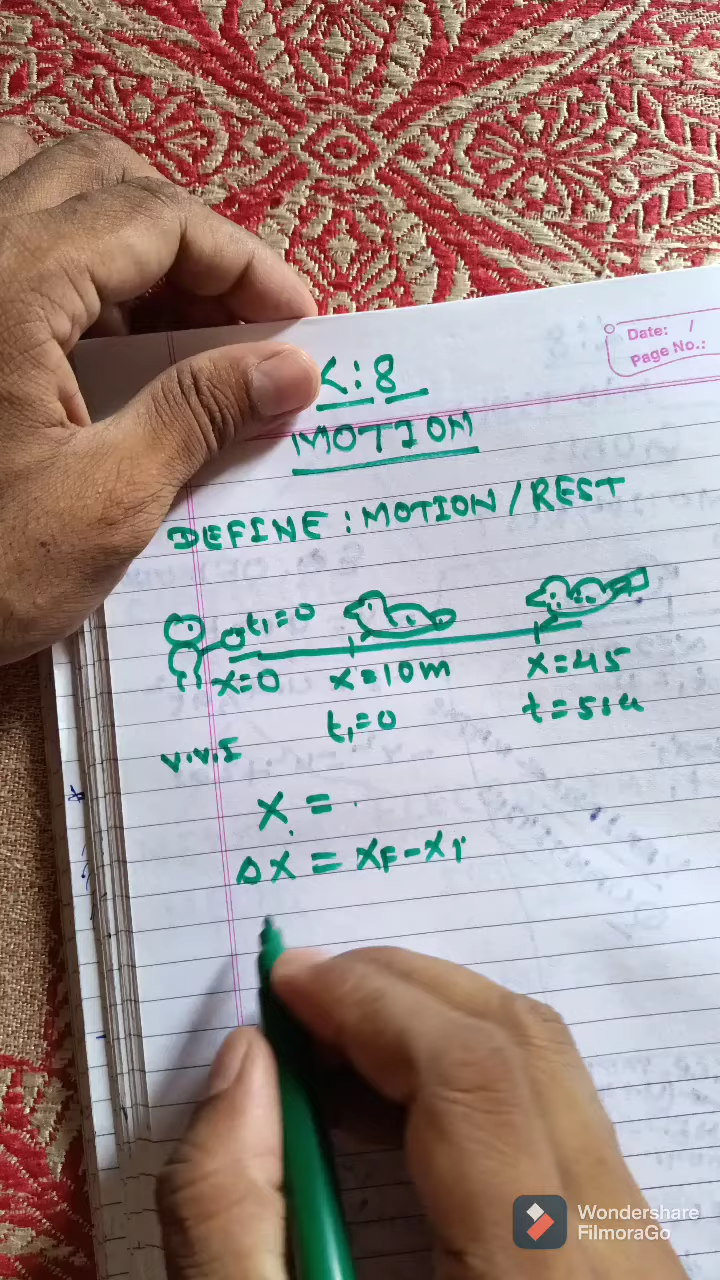 Date: /
Page No.:
<:8
MOTION
DEFINE: MOTION / REST
t₁=0
x=0 x=10m x=45
t₁=0 t=5
V.V.I
X =
Δx = xF-xi
Wondershare
FilmoraGo